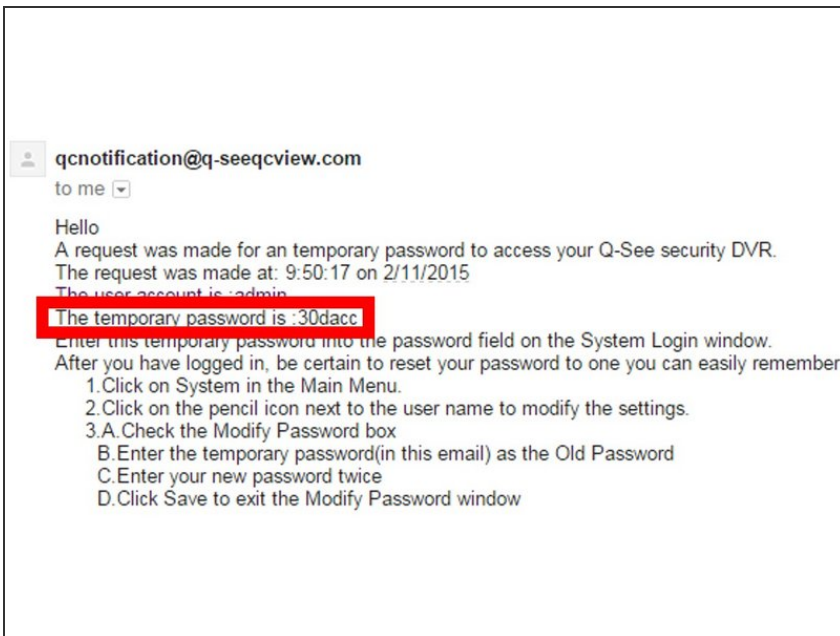 qcnotification@q-seeqcview.com
to me
Hello
A request was made for an temporary password to access your Q-See security DVR.
The request was made at: 9:50:17 on 2/11/2015
The user account is :admin
The temporary password is :30dacc
Enter this temporary password into the password field on the System Login window.
After you have logged in, be certain to reset your password to one you can easily remember
1.Click on System in the Main Menu.
2.Click on the pencil icon next to the user name to modify the settings.
3.A.Check the Modify Password box
B.Enter the temporary password(in this email) as the Old Password
C.Enter your new password twice
D.Click Save to exit the Modify Password window